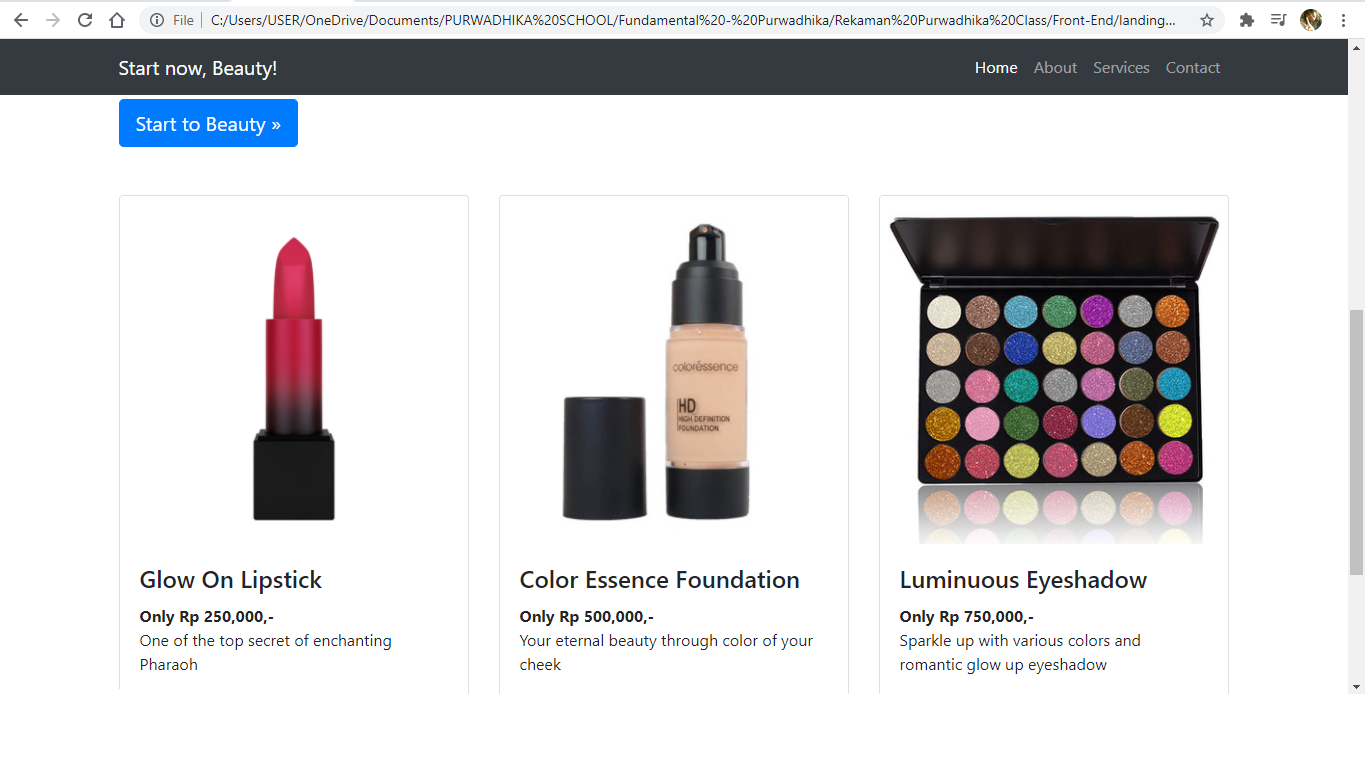 File
C:/Users/USER/OneDrive/Documents/PURWADHIKA%20SCHOOL/Fundamental%20-%20Purwadhika/Rekaman%20Purwadhika%20Class/Front-End/landing...
Start now, Beauty!
Home About Services Contact
Start to Beauty »
coloréssence
HD
HIGH DEFINITION
FOUNDATION
Glow On Lipstick
Only Rp 250,000,-
One of the top secret of enchanting
Pharaoh
Color Essence Foundation
Only Rp 500,000,-
Your eternal beauty through color of your
cheek
Luminuous Eyeshadow
Only Rp 750,000,-
Sparkle up with various colors and
romantic glow up eyeshadow